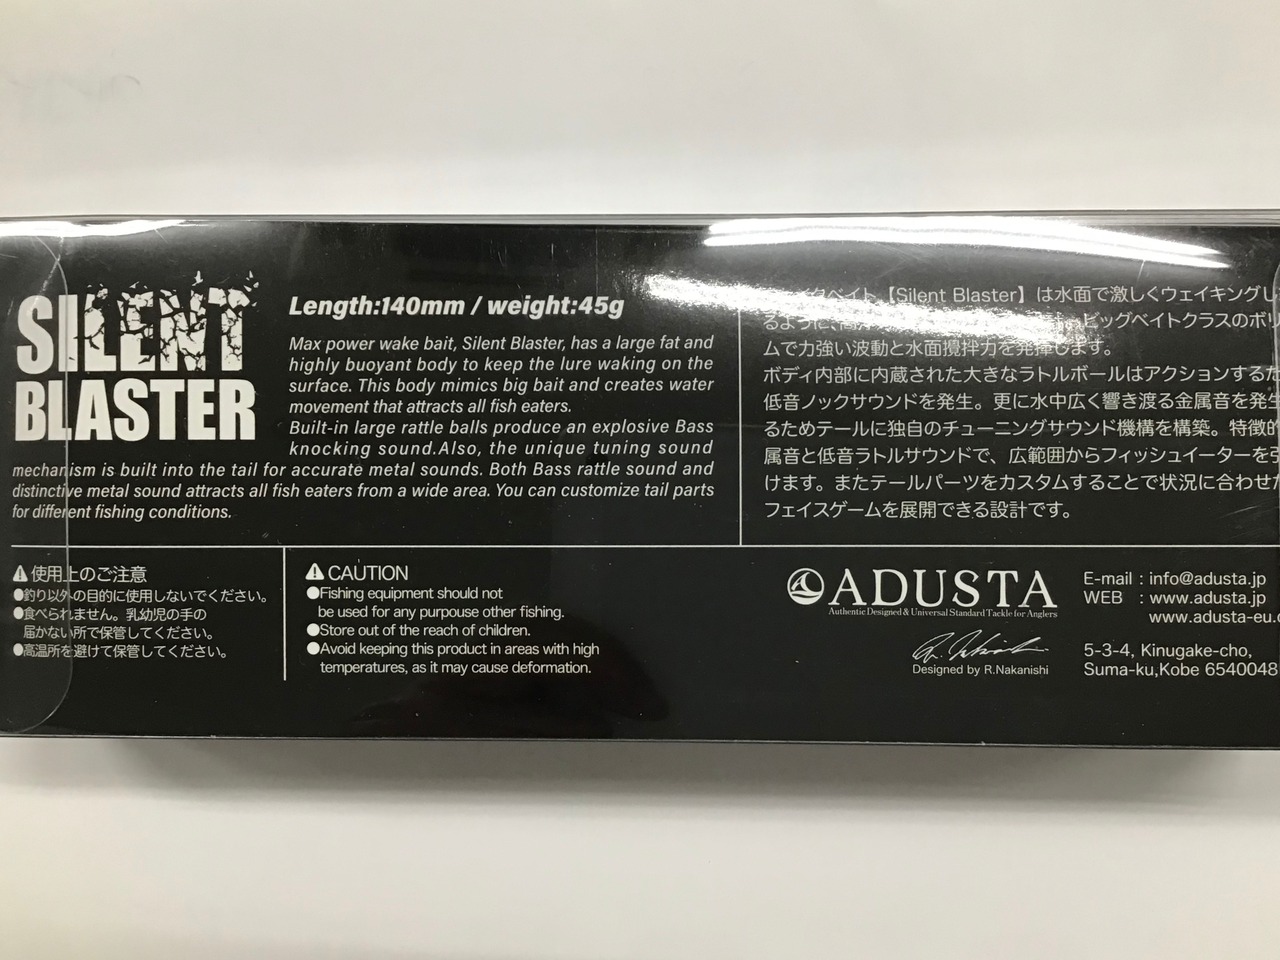 SILENT
BLASTER
Length:140mm / weight:45g
Max power wake bait, Silent Blaster, has a large fat and
highly buoyant body to keep the lure waking on the
surface. This body mimics big bait and creates water
movement that attracts all fish eaters.
Built-in large rattle balls produce an explosive Bass
knocking sound.Also, the unique tuning sound
mechanism is built into the tail for accurate metal sounds. Both Bass rattle sound and
distinctive metal sound attracts all fish eaters from a wide area. You can customize tail parts
for different fishing conditions.
クベイト【Silent Blaster】は水面で激しくウェイキングし
るように、 ビッグベイトクラスのボリ
ムで力強い波動と水面攪拌力を発揮します。
ボディ内部に内蔵された大きなラトルボールはアクションするた
低音ノックサウンドを発生。更に水中広く響き渡る金属音を発生
るためテールに独自のチューニングサウンド機構を構築。特徴的
属音と低音ラトルサウンドで、広範囲からフィッシュイーターを引
けます。またテールパーツをカスタムすることで状況に合わせた
フェイスゲームを展開できる設計です。
⚠使用上のご注意
●釣り以外の目的に使用しないでください。
●食べられません。乳幼児の手の
届かない所で保管してください。
●高温所を避けて保管してください。
⚠CAUTION
●Fishing equipment should not
be used for any purpouse other fishing.
●Store out of the reach of children.
●Avoid keeping this product in areas with high
temperatures, as it may cause deformation.
ADUSTA
Authentic Designed & Universal Standard Tackle for Anglers
Designed by R.Nakanishi
E-mail : info@adusta.jp
WEB : www.adusta.jp
www.adusta-eu.c
5-3-4, Kinugake-cho,
Suma-ku,Kobe 6540048